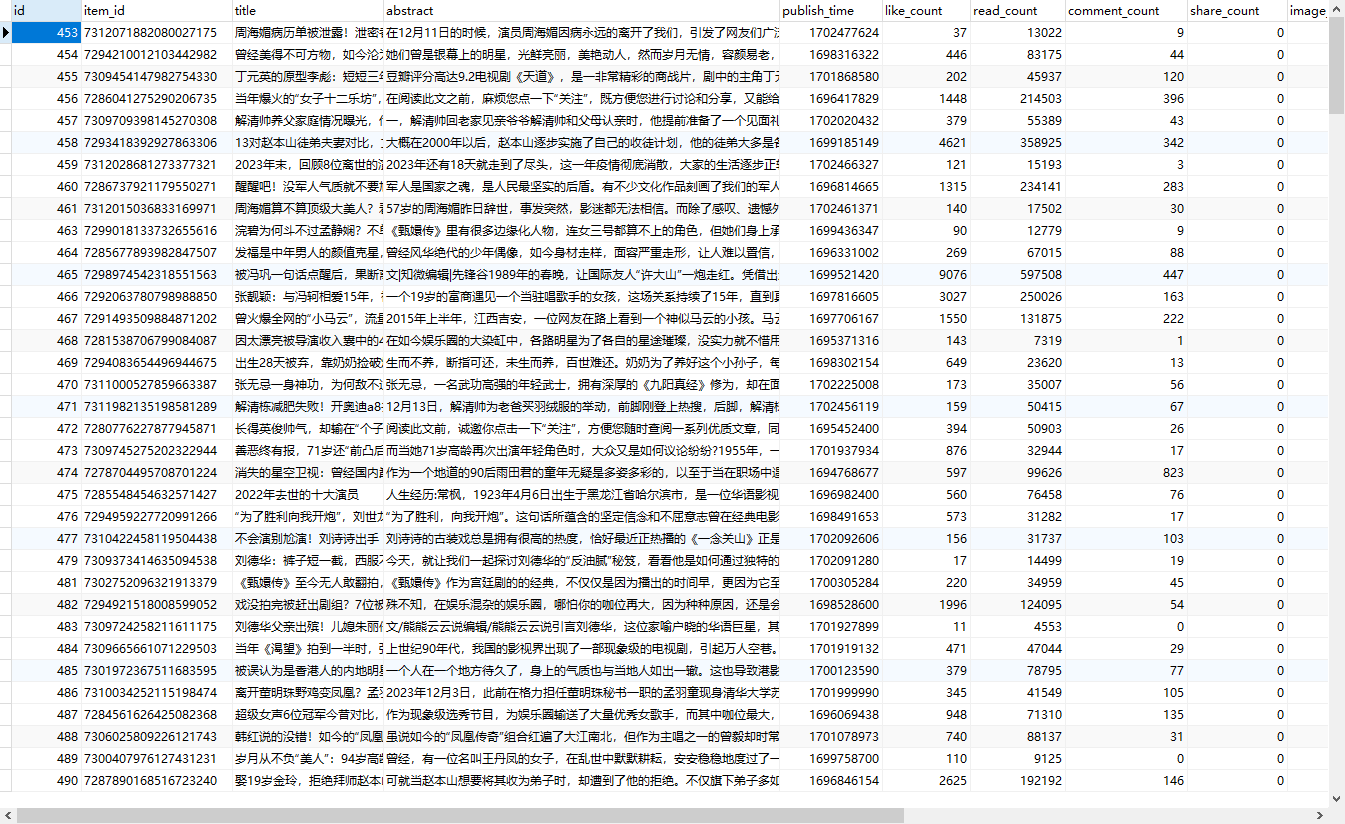 id item_id title abstract publish_time like_count read_count comment_count share_count image_
453 7312071882080027175 周海媚病历单被泄露！泄密者 在12月11日的时候，演员周海媚因病永远的离开了我们，引发了网友们广泛 1702477624 37 13022 9 0
454 7294210012103442982 曾经美得不可方物，如今沦为 她们曾是银幕上的明星，光鲜亮丽，美艳动人，然而岁月无情，容颜易老， 1698316322 446 83175 44 0
455 7309454147982754330 丁元英的原型李彪：短短三年 豆瓣评分高达9.2电视剧《天道》，是一非常精彩的商战片，剧中的主角丁元 1701868580 202 45937 120 0
456 7286041275290206735 当年爆火的“女子十二乐坊”， 在阅读此文之前，麻烦您点一下“关注”，既方便您进行讨论和分享，又能给 1696417829 1448 214503 396 0
457 7309709398145270308 解清帅养父家庭情况曝光， 一，解清帅回老家见亲爷爷解清帅和父母认亲时，他提前准备了一个见面礼 1702020432 379 55389 43 0
458 7293418392927863306 13对赵本山徒弟夫妻对比， 大概在2000年以后，赵本山逐步实施了自己的收徒计划，他的徒弟大多是各 1699185149 4621 358925 342 0
459 7312028681273377321 2023年末，回顾8位离世的 2023年还有18天就走到了尽头，这一年疫情彻底消散，大家的生活逐步正 1702466327 121 15193 3 0
460 7286737921179550271 醒醒吧！没军人气质就不要 军人是国家之魂，是人民最坚实的后盾。有不少文化作品刻画了我们的军人 1696814665 1315 234141 283 0
461 7312015036833169971 周海媚算不算顶级大美人？ 57岁的周海媚昨日辞世，事发突然，影迷都无法相信。而除了感叹、遗憾外 1702461371 140 17502 30 0
463 7299018133732655616 浣碧为何斗不过孟静娴？不 《甄嬛传》里有很多边缘化人物，连女三号都算不上的角色，但她们身上 1699436347 90 12779 9 0
464 7285677893982847507 发福是中年男人的颜值克星， 曾经风华绝代的少年偶像，如今身材走样，面容严重走形，让人难以置信， 1696331002 269 67015 88 0
465 7298974542318551563 被冯巩一句话点醒后，果断 文|知微编辑|先锋谷1989年的春晚，让国际友人“许大山”一炮走红。凭借出 1699521420 9076 597508 447 0
466 7292063780798988850 张靓颖：与冯轲相爱15年， 一个19岁的富商遇见一个当驻唱歌手的女孩，这场关系持续了15年，直到 1697816605 3027 250026 163 0
467 7291493509884871202 曾火爆全网的“小马云”，流 2015年上半年，江西吉安，一位网友在路上看到一个神似马云的小孩。马云 1697706167 1550 131875 222 0
468 7281538706799084087 因太漂亮被导演收入囊中的 在如今娱乐圈的大染缸中，各路明星为了各自的星途璀璨，没实力就不惜用 1695371316 143 7319 1 0
469 7294083654496944675 出生28天被弃，靠奶奶捡破 生而不养，断指可还，未生而养，百世难还。奶奶为了养好这个小孙子，每 1698302154 649 23620 13 0
470 7311000527859663387 张无忌一身神功，为何敌不 张无忌，一名武功高强的年轻武士，拥有深厚的《九阳真经》修为，却在面 1702225008 173 35007 56 0
471 7311982135198581289 解清栋减肥失败！开奥迪a8 12月13日，解清帅为老爸买羽绒服的举动，前脚刚登上热搜，后脚，解清栋 1702456119 159 50415 67 0
472 7280776227877945871 长得英俊帅气，却输在“个子 阅读此文前，诚邀你点击一下“关注”，方便您随时查阅一系列优质文章，同 1695452400 394 50903 26 0
473 7309745275202322944 善恶终有报，71岁还“前凸后 而当她71岁高龄再次出演年轻角色时，大众又是如何议论纷纷?1955年，一 1701937934 876 32944 17 0
474 7278704495708701224 消失的星空卫视：曾经国内 作为一个地道的90后雨田君的童年无疑是多姿多彩的，以至于当在职场中 1694768677 597 99626 823 0
475 7285548454632571427 2022年去世的十大演员 人生经历:常枫，1923年4月6日出生于黑龙江省哈尔滨市，是一位华语影视 1696982400 560 76458 76 0
476 7294959227720991266 “为了胜利向我开炮”，刘世龙 “为了胜利，向我开炮”。这句话所蕴含的坚定信念和不屈意志曾在经典电影 1698491653 573 31282 17 0
477 7310422458119504438 不会演别尬演！刘诗诗出手 刘诗诗的古装戏总是拥有很高的热度，恰好最近正热播的《一念关山》正是 1702092606 156 31737 103 0
479 7309373414635094538 刘德华：裤子短一截，西服 今天，就让我们一起探讨刘德华的“反油腻”秘笈，看看他是如何通过独特的 1702091280 17 14499 19 0
481 7302752096321913379 《甄嬛传》至今无人敢翻拍， 《甄嬛传》作为宫廷剧的的经典，不仅仅是因为播出的时间早，更因为它至 1700305284 220 34959 45 0
482 7294921518008599052 戏没拍完被赶出剧组？7位被 殊不知，在娱乐混杂的娱乐圈，哪怕你的咖位再大，因为种种原因，还是会 1698528600 1996 124095 54 0
483 7309724258211611175 刘德华父亲出殡！儿媳朱丽倩 文/熊熊云云说编辑/熊熊云云说引言刘德华，这位家喻户晓的华语巨星，其 1701927899 11 4553 0 0
484 7309665661071229503 当年《渴望》拍到一半时， 上世纪90年代，我国的影视界出现了一部现象级的电视剧，引起万人空巷。 1701919132 471 47044 29 0
485 7301972367511683595 被误认为是香港人的内地明星 一个人在一个地方待久了，身上的气质也与当地人如出一辙。这也导致港影 1700123590 379 78795 77 0
486 7310034252115198474 离开董明珠野鸡变凤凰？孟羽 2023年12月3日，此前在格力担任董明珠秘书一职的孟羽童现身清华大学苏 1701999990 345 41549 105 0
487 7284561626425082368 超级女声6位冠军今昔对比， 作为现象级选秀节目，为娱乐圈输送了大量优秀女歌手，而其中咖位最大， 1696069438 948 71310 135 0
488 7306025809226121743 韩红说的没错！如今的“凤凰 虽说如今的“凤凰传奇”组合红遍了大江南北，但作为主唱之一的曾毅却时常 1701078973 740 88137 31 0
489 7300407976127431231 岁月从不负“美人”：94岁高 曾经，有一位名叫王丹凤的女子，在乱世中默默耕耘，安安稳稳地度过了一 1699758700 110 9125 0 0
490 7287890168516723240 娶19岁金玲，拒绝拜师赵本 可就当赵本山想要将其收为弟子时，却遭到了他的拒绝。不仅旗下弟子多如 1696846154 2625 192192 146 0